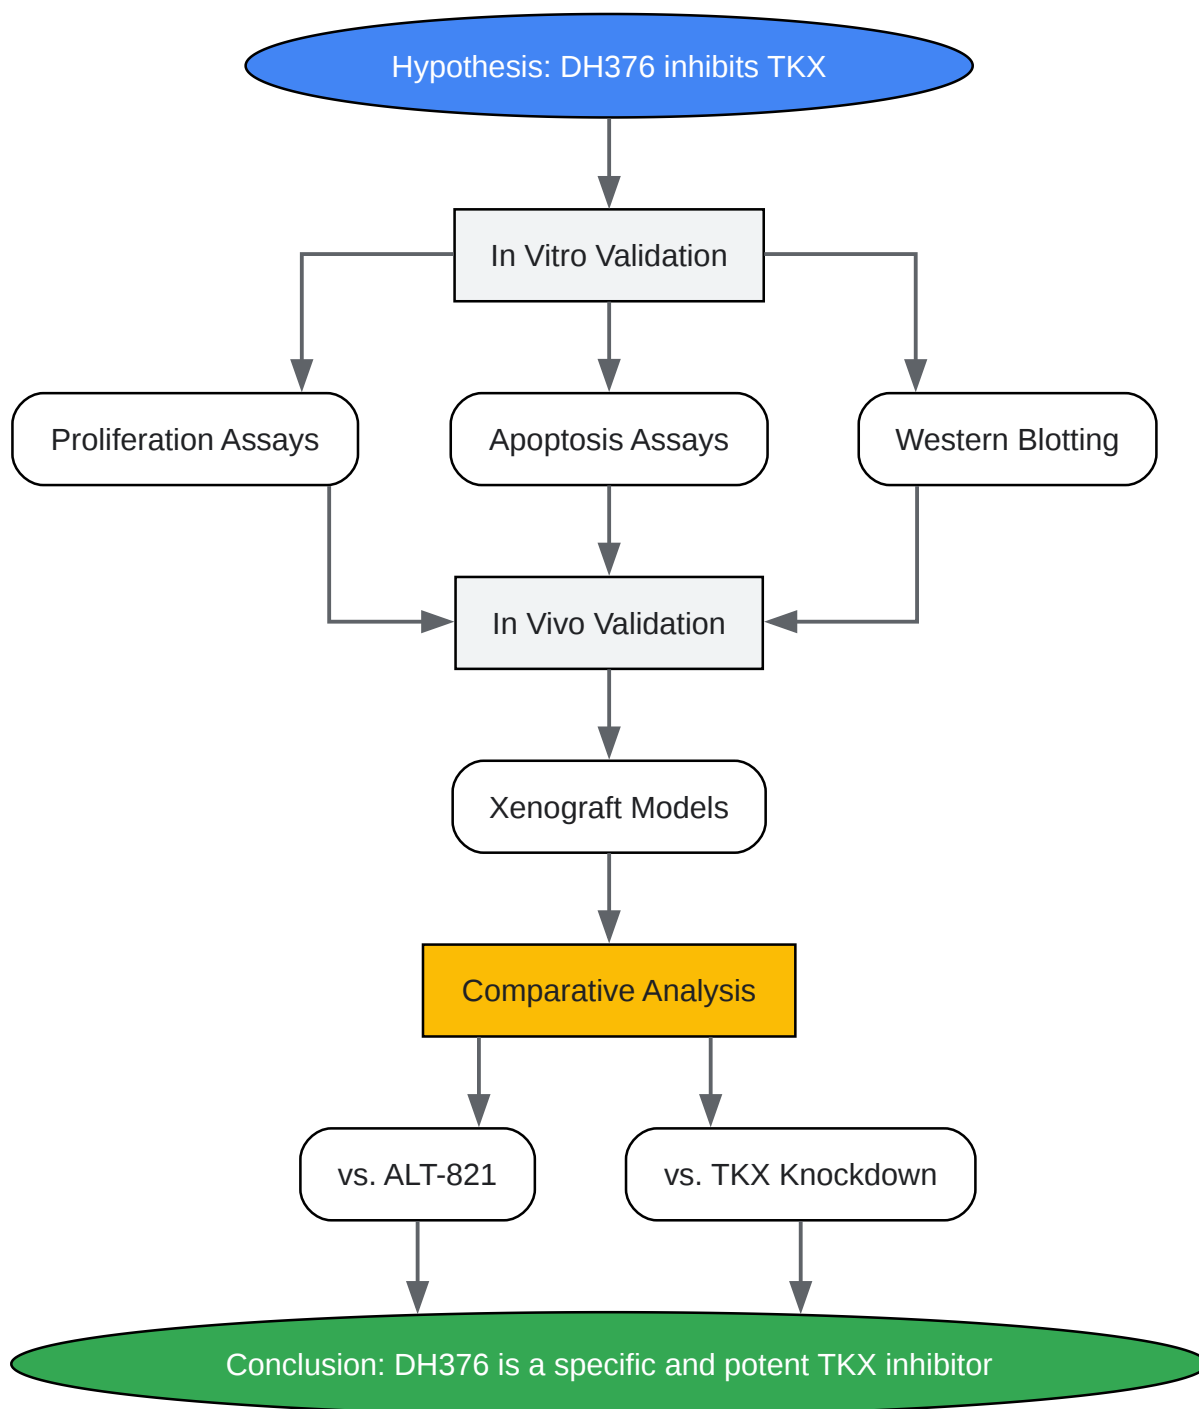 Hypothesis: DH376 inhibits TKX
In Vitro Validation
Proliferation Assays
Apoptosis Assays
Western Blotting
In Vivo Validation
Xenograft Models
Comparative Analysis
vs. ALT-821
vs. TKX Knockdown
Conclusion: DH376 is a specific and potent TKX inhibitor